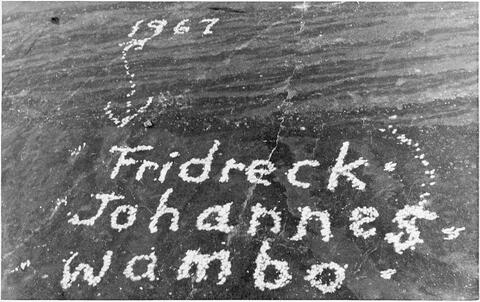 1967
Fridreck.
Johannes
wambo